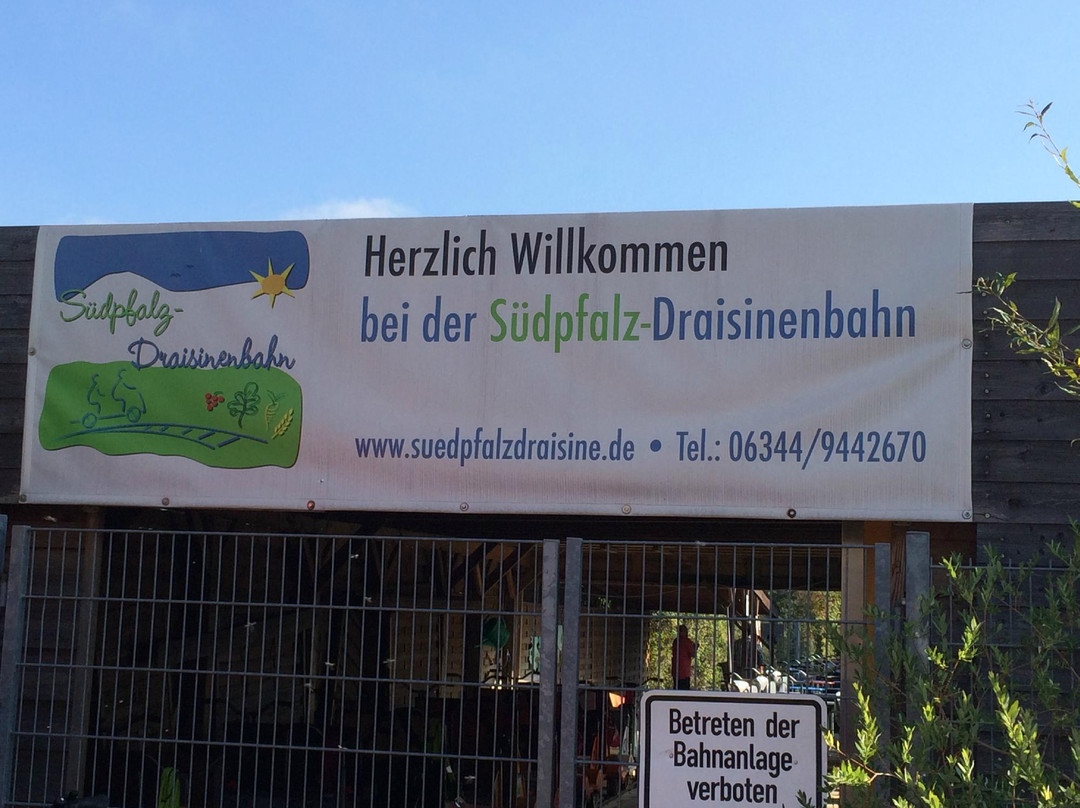 Südpfalz-
Draisinenbahn
Herzlich Willkommen
bei der Südpfalz-Draisinenbahn
www.suedpfalzdraisine.de • Tel.: 06344/9442670
Betreten der
Bahnanlage
verboten